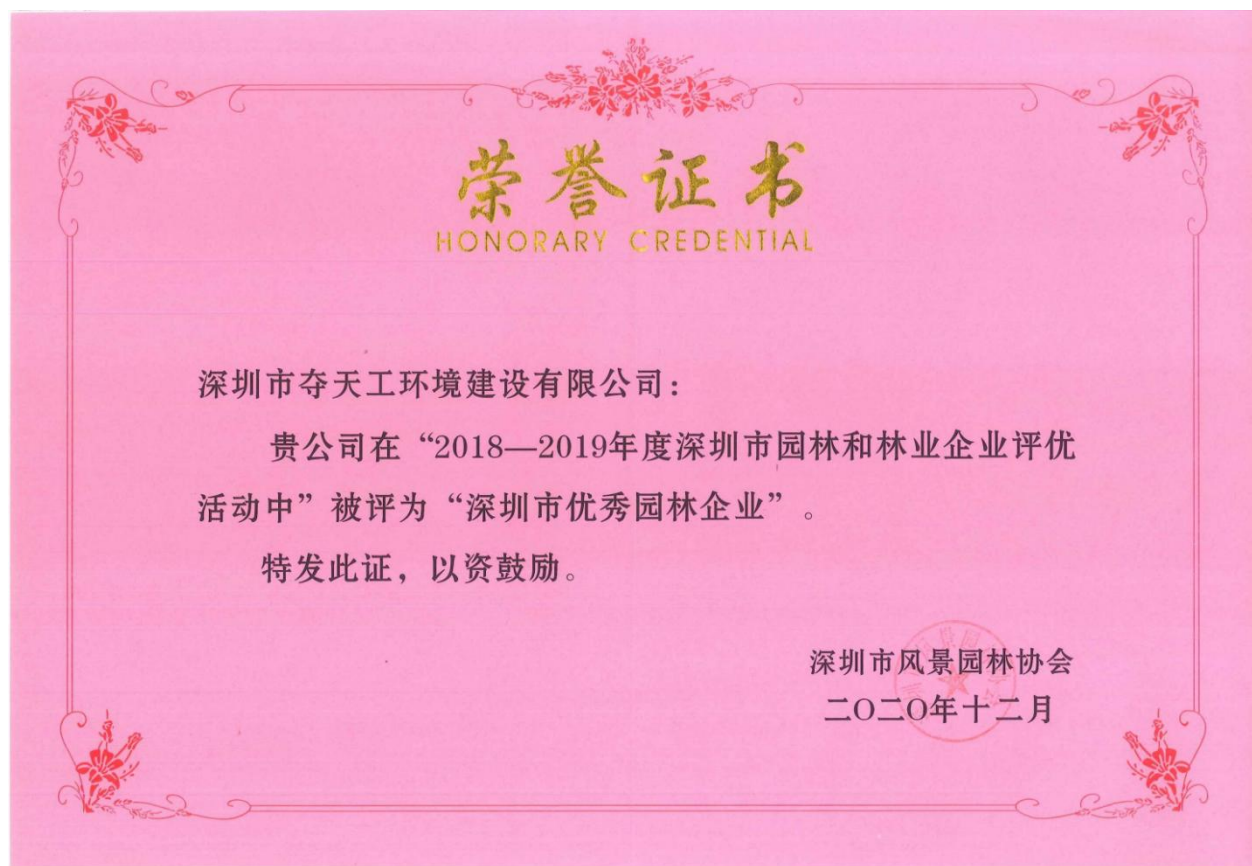 荣誉证书
HONORARY CREDENTIAL
深圳市夺天工环境建设有限公司：
贵公司在“2018—2019年度深圳市园林和林业企业评优
活动中”被评为“深圳市优秀园林企业”。
特发此证，以资鼓励。
深圳市风景园林协会
二〇二〇年十二月